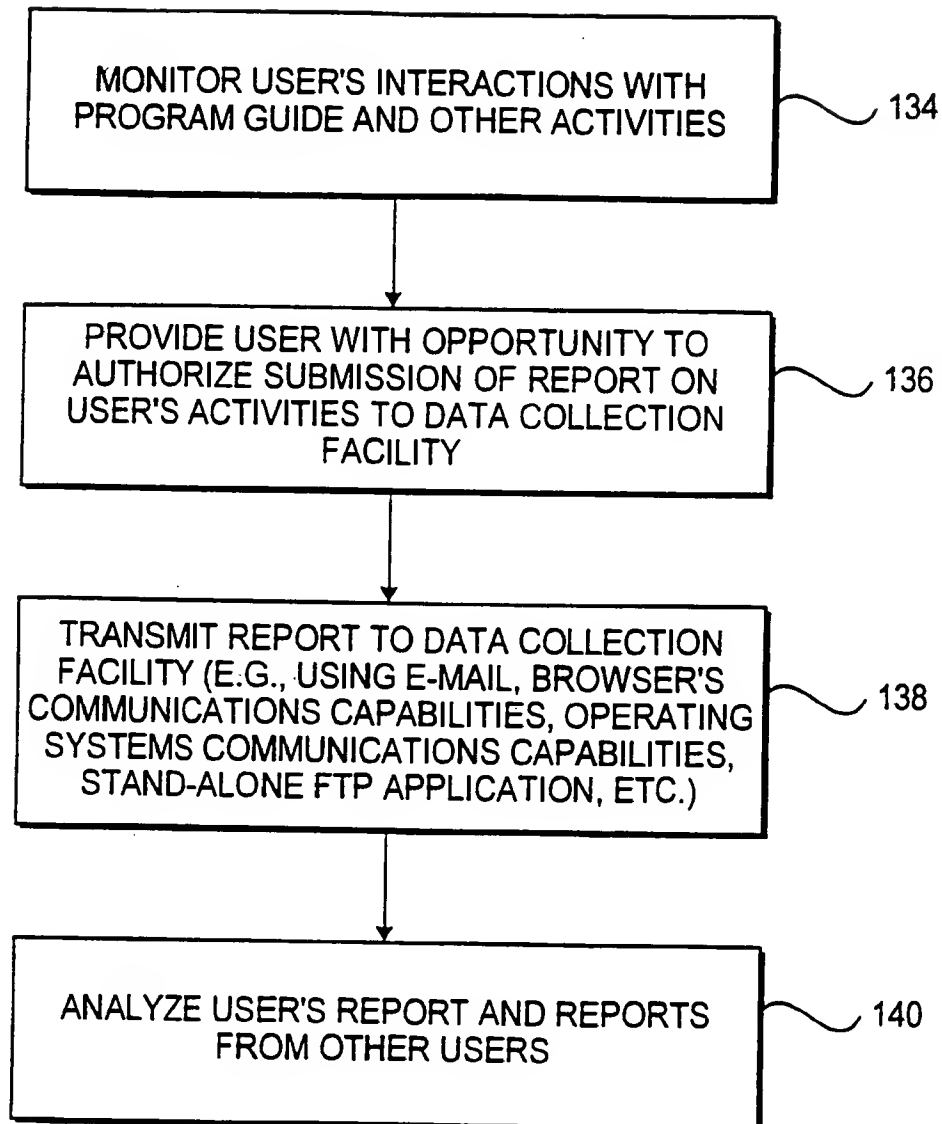 MONITOR USER'S INTERACTIONS WITH
PROGRAM GUIDE AND OTHER ACTIVITIES
134
PROVIDE USER WITH OPPORTUNITY TO
AUTHORIZE SUBMISSION OF REPORT ON
USER'S ACTIVITIES TO DATA COLLECTION
FACILITY
136
TRANSMIT REPORT TO DATA COLLECTION
FACILITY (E.G., USING E-MAIL, BROWSER'S
COMMUNICATIONS CAPABILITIES, OPERATING
SYSTEMS COMMUNICATIONS CAPABILITIES,
STAND-ALONE FTP APPLICATION, ETC.)
138
ANALYZE USER'S REPORT AND REPORTS
FROM OTHER USERS
140